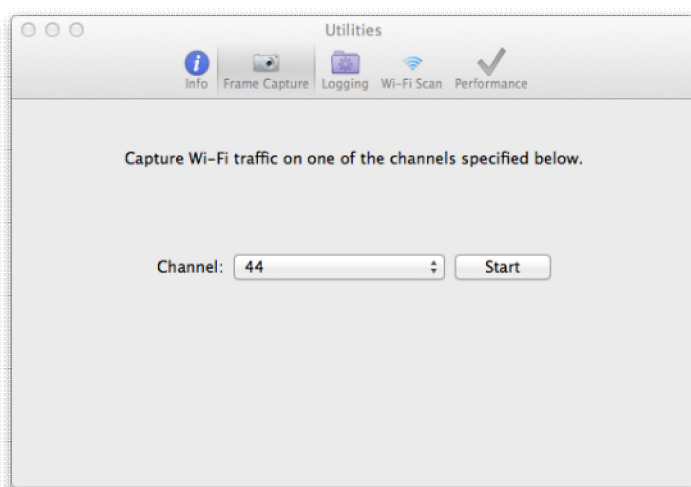 Utilities
Info Frame Capture Logging Wi-Fi Scan Performance
Capture Wi-Fi traffic on one of the channels specified below.
Channel: 44 Start